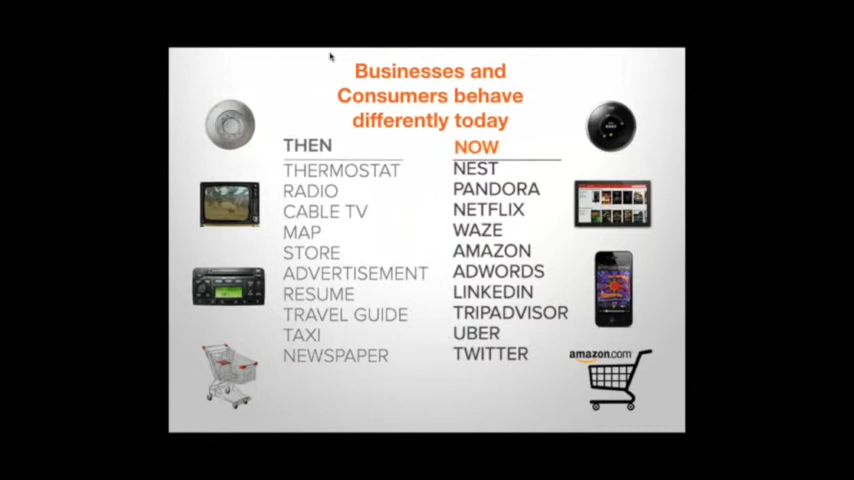 Businesses and
Consumers behave
differently today
THEN
THERMOSTAT
RADIO
CABLE TV
MAP
STORE
ADVERTISEMENT
RESUME
TRAVEL GUIDE
TAXI
NEWSPAPER
NOW
NEST
PANDORA
NETFLIX
WAZE
AMAZON
ADWORDS
LINKEDIN
TRIPADVISOR
UBER
TWITTER
amazon.com